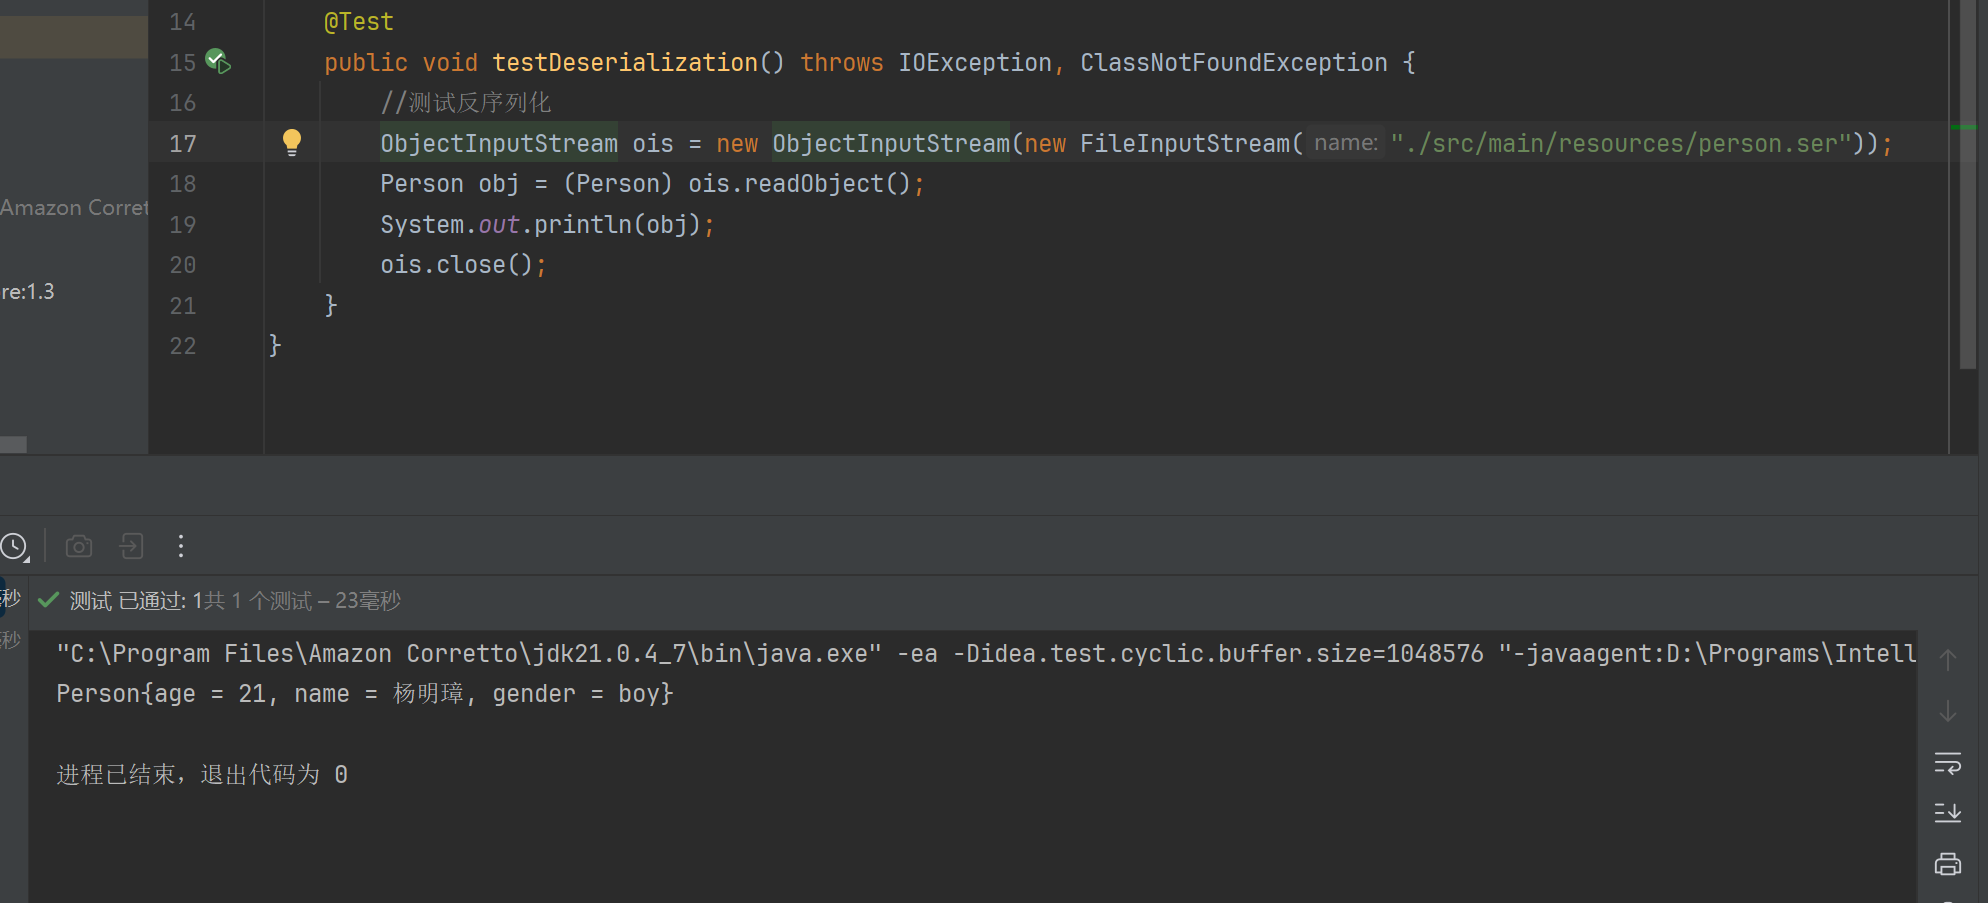 14 @Test
15 public void testDeserialization() throws IOException, ClassNotFoundException {
16 //测试反序列化
17 ObjectInputStream ois = new ObjectInputStream(new FileInputStream( name: "./src/main/resources/person.ser"));
18 Person obj = (Person) ois.readObject();
Amazon Corret
19 System.out.println(obj);
20 ois.close();
re:1.3
21 }
22 }
毫秒
测试 已通过: 1共 1 个测试 – 23毫秒
毫秒
"C:\Program Files\Amazon Corretto\jdk21.0.4_7\bin\java.exe" -ea -Didea.test.cyclic.buffer.size=1048576 "-javaagent:D:\Programs\Intell
Person{age = 21, name = 杨明璋, gender = boy}
进程已结束，退出代码为 0